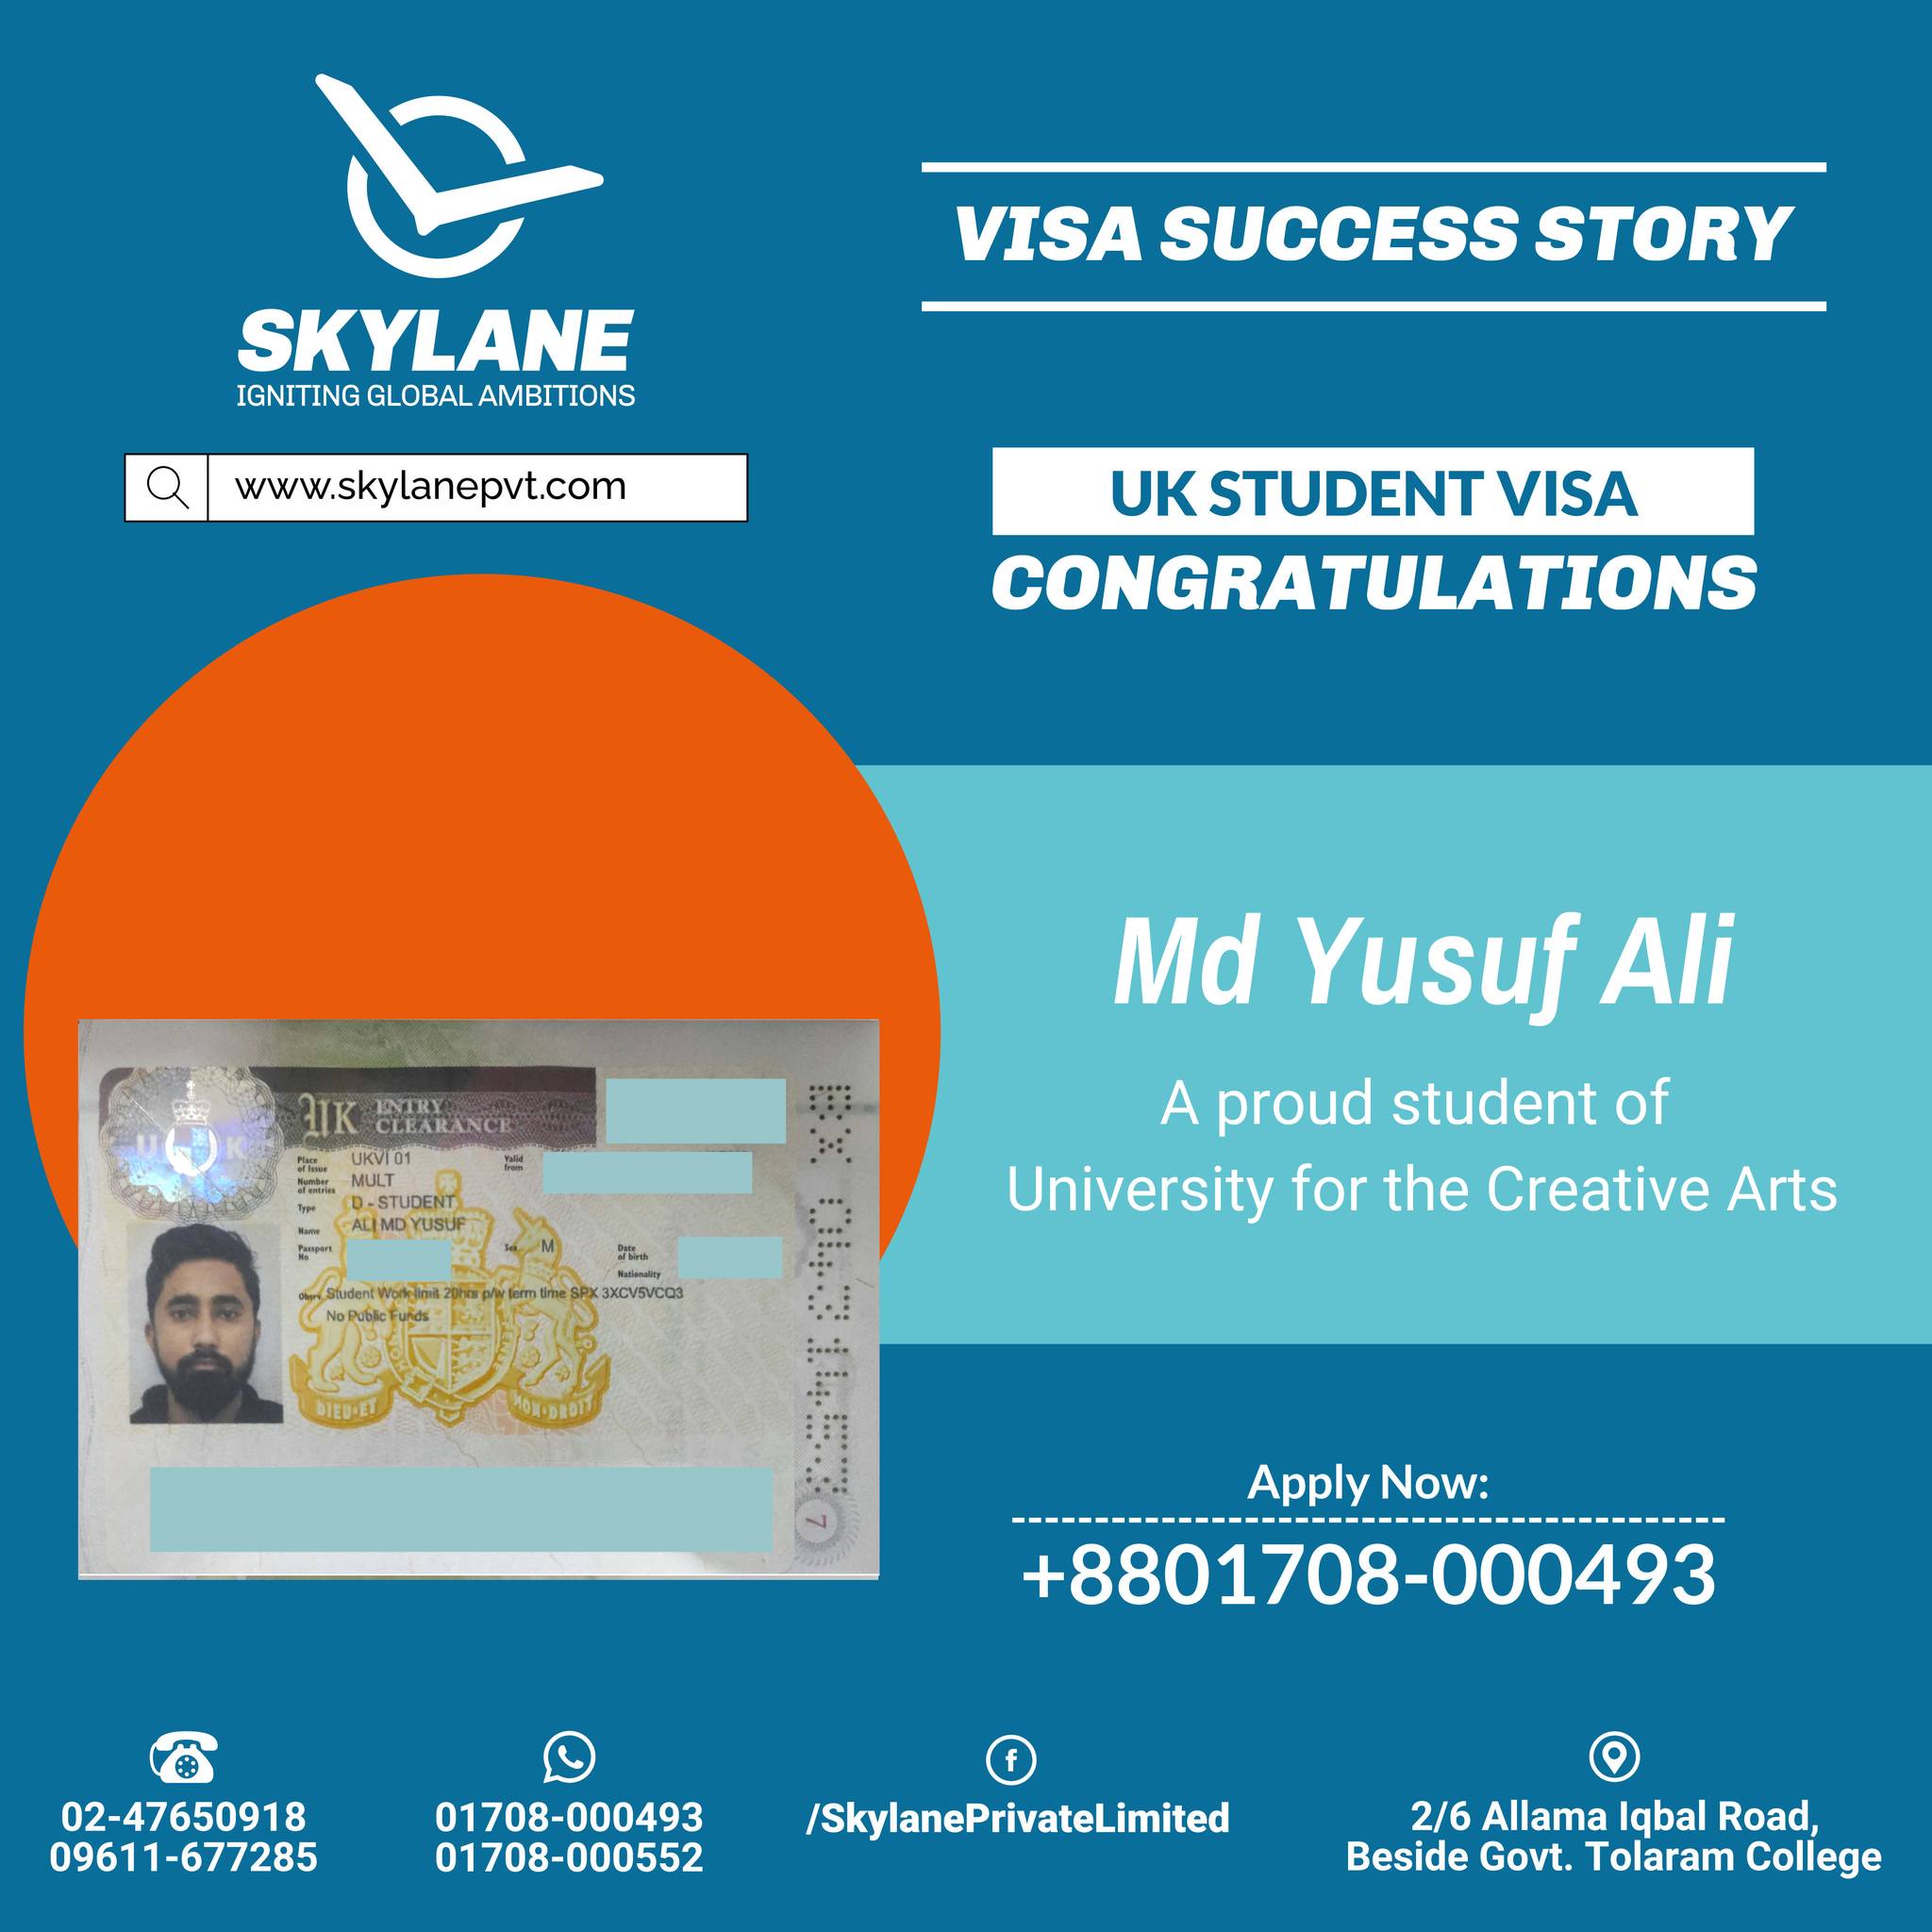 SKYLANE
IGNITING GLOBAL AMBITIONS
www.skylanepvt.com
VISA SUCCESS STORY
UK STUDENT VISA
CONGRATULATIONS
Md Yusuf Ali
A proud student of
University for the Creative Arts
U K
UK ENTRY CLEARANCE
Place of Issue UKVI 01 Valid from
Number of entries MULT
Type D - STUDENT
Name ALI MD YUSUF
Passport No Sex M Date of birth
Nationality
Observ. Student Work limit 20hrs p/w term time SPX 3XCV5VCQ3
No Public Funds
DIEU·ET MON·DROIT
7
Apply Now:
+8801708-000493
02-47650918
09611-677285
01708-000493
01708-000552
/SkylanePrivateLimited
2/6 Allama Iqbal Road,
Beside Govt. Tolaram College